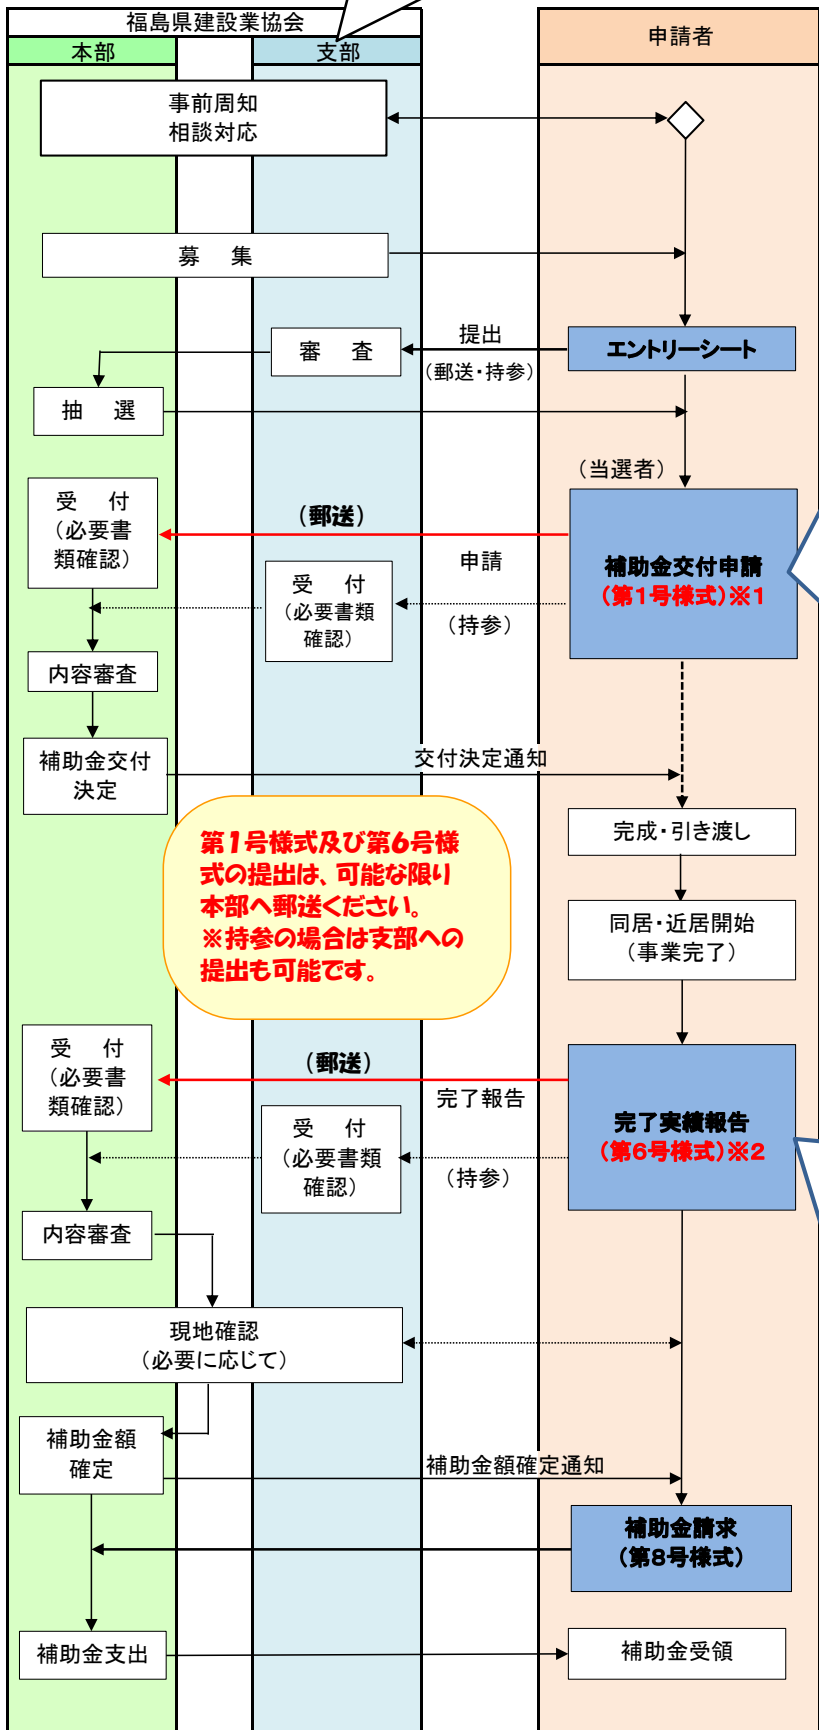 福島県建設業協会
本部
支部
申請者
事前周知
相談対応
募 集
エントリーシート
提出
(郵送・持参)
審 査
抽 選
(当選者)
受 付
(必要書
類確認)
(郵送)
補助金交付申請
(第1号様式)※1
申請
受 付
(必要書類
確認)
(持参)
内容審査
補助金交付
決定
交付決定通知
完成・引き渡し
第1号様式及び第6号様
式の提出は、可能な限り
本部へ郵送ください。
※持参の場合は支部への
提出も可能です。
同居・近居開始
(事業完了)
受 付
(必要書
類確認)
(郵送)
完了報告
完了実績報告
(第6号様式)※2
受 付
(必要書類
確認)
(持参)
内容審査
現地確認
(必要に応じて)
補助金額
確定
補助金額確定通知
補助金請求
(第8号様式)
補助金支出
補助金受領